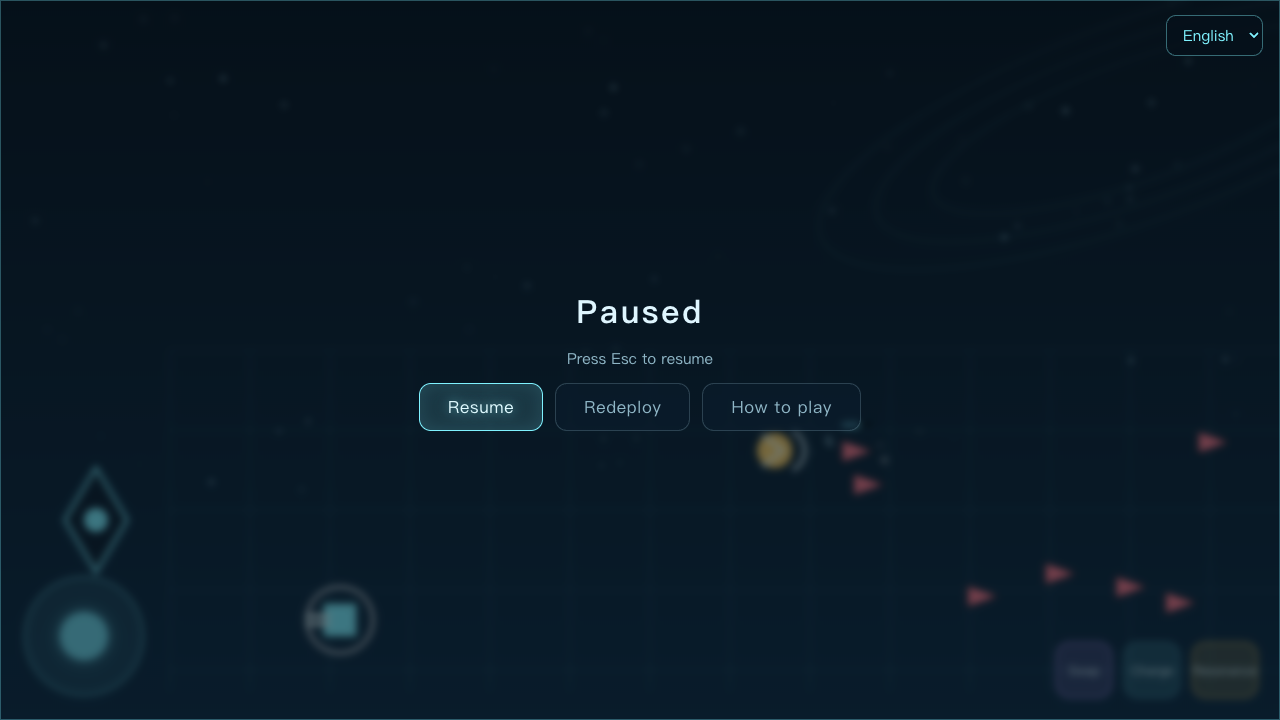 English
Paused
Press Esc to resume
Resume
Redeploy
How to play